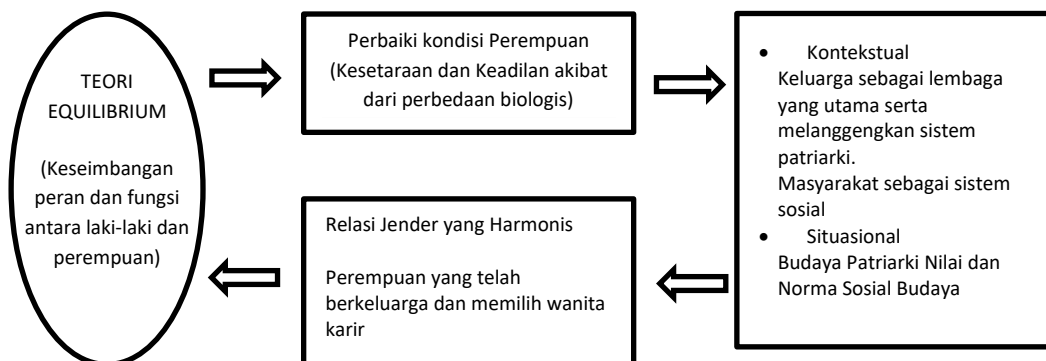 TEORI
EQUILIBRIUM
(Keseimbangan
peran dan fungsi
antara laki-laki dan
perempuan)
Perbaiki kondisi Perempuan
(Kesetaraan dan Keadilan akibat
dari perbedaan biologis)
• Kontekstual
Keluarga sebagai lembaga
yang utama serta
melanggengkan sistem
patriarki.
Masyarakat sebagai sistem
sosial
• Situasional
Budaya Patriarki Nilai dan
Norma Sosial Budaya
Relasi Jender yang Harmonis
Perempuan yang telah
berkeluarga dan memilih wanita
karir